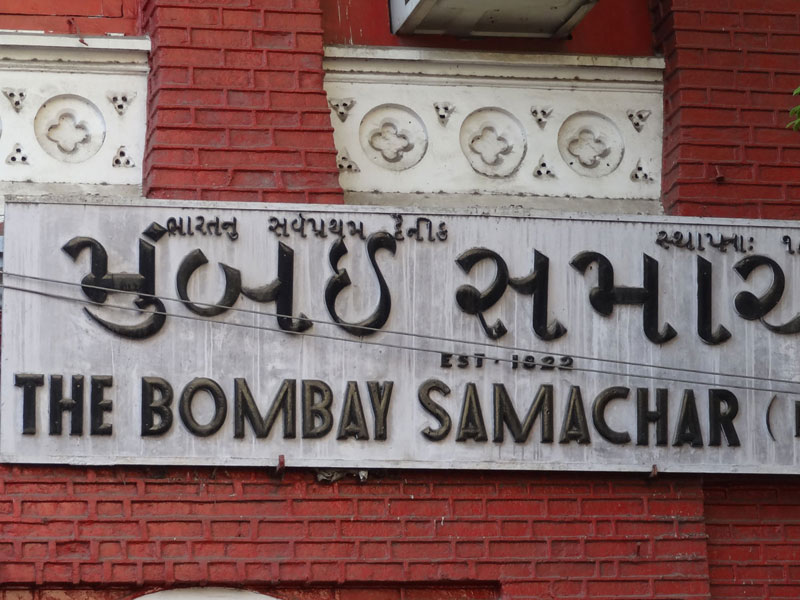 ભારતનુ સર્વપ્રથમ દૈનીક સ્થાપના:
મુંબઈ સમાચ
EST · 1822
THE BOMBAY SAMACHAR (